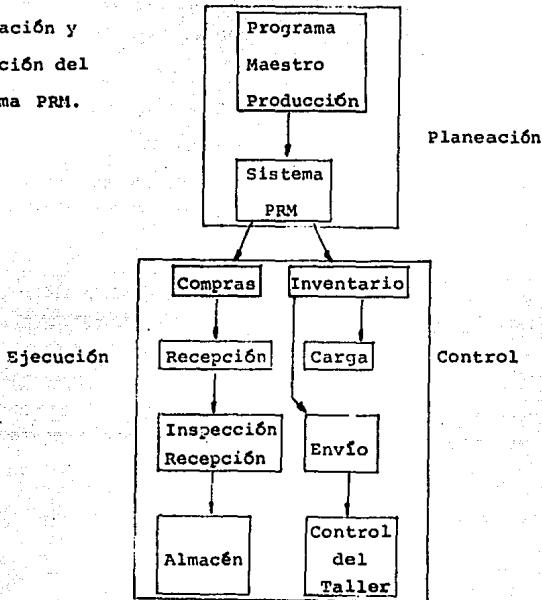 ación y
ción del
ma PRM.
Programa
Maestro
Producción
Planeación
Sistema
PRM
Compras
Inventario
Ejecución
Recepción
Carga
Control
Inspección
Recepción
Envío
Almacén
Control
del
Taller